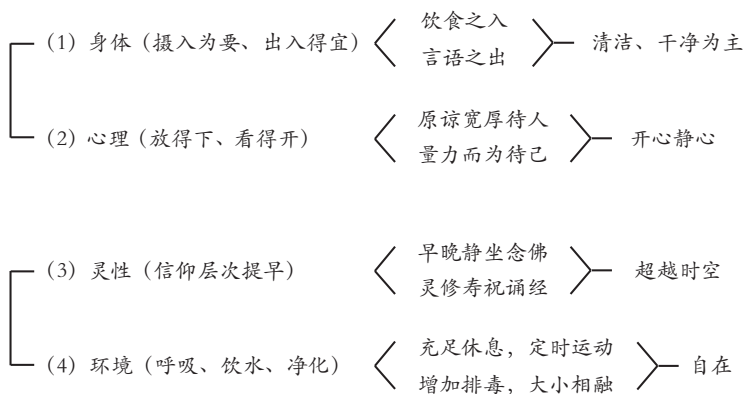 (1) 身体（摄入为要、出入得宜） 饮食之入 言语之出 清洁、干净为主
(2) 心理（放得下、看得开） 原谅宽厚待人 量力而为待己 开心静心
(3) 灵性（信仰层次提早） 早晚静坐念佛 灵修寿祝诵经 超越时空
(4) 环境（呼吸、饮水、净化） 充足休息，定时运动 增加排毒，大小相融 自在